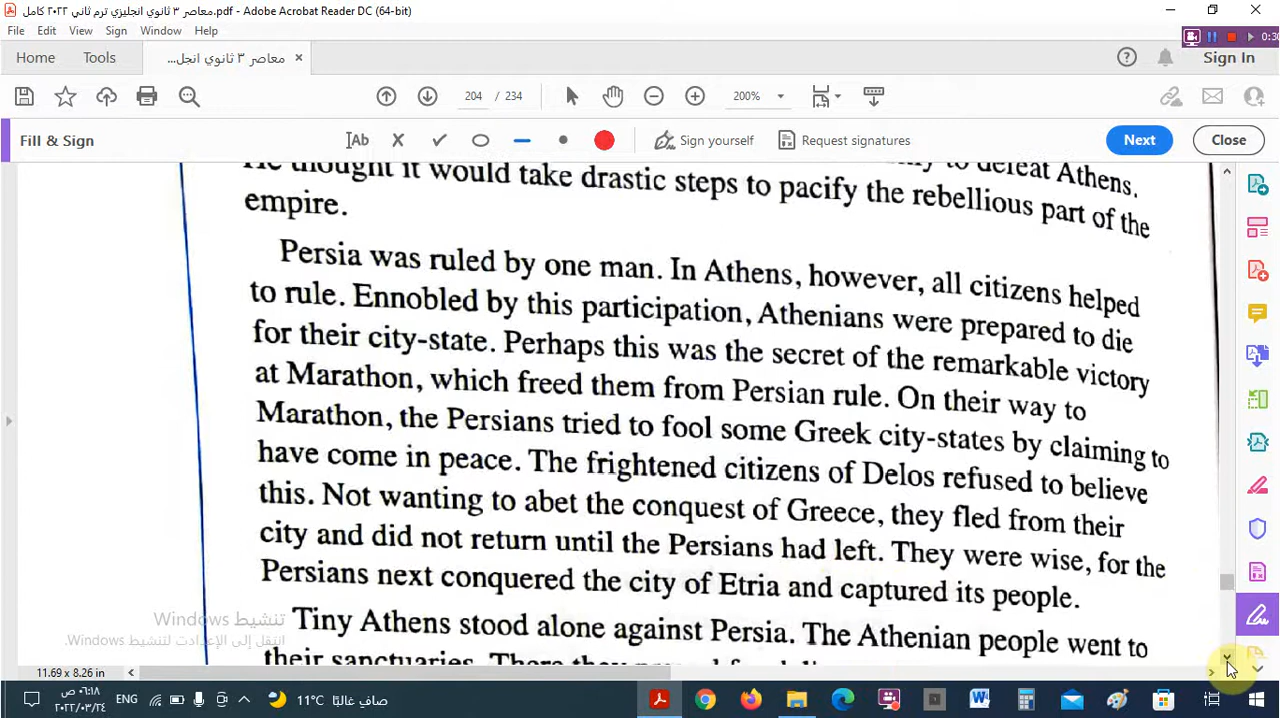 معاصر ٣ ثانوي انجليزي ترم ثاني ٢٠٢٢ كامل.pdf - Adobe Acrobat Reader DC (64-bit)
File Edit View Sign Window Help
Home Tools معاصر ٣ ثانوي انجل... × Sign In
204 / 234 200%
Fill & Sign Ab Sign yourself Request signatures Next Close
to defeat Athens.
He thought it would take drastic steps to pacify the rebellious part of the
empire.
Persia was ruled by one man. In Athens, however, all citizens helped
to rule. Ennobled by this participation, Athenians were prepared to die
for their city-state. Perhaps this was the secret of the remarkable victory
at Marathon, which freed them from Persian rule. On their way to
Marathon, the Persians tried to fool some Greek city-states by claiming to
have come in peace. The frightened citizens of Delos refused to believe
this. Not wanting to abet the conquest of Greece, they fled from their
city and did not return until the Persians had left. They were wise, for the
Persians next conquered the city of Etria and captured its people.
Tiny Athens stood alone against Persia. The Athenian people went to
their sanctuaries. There they
تنشيط Windows
انتقل إلى الإعدادات لتنشيط Windows.
11.69 x 8.26 in
٠٦:١٨ ص
٢٠٢٢/٠٣/٢٤
ENG
11°C صافي غالبًا